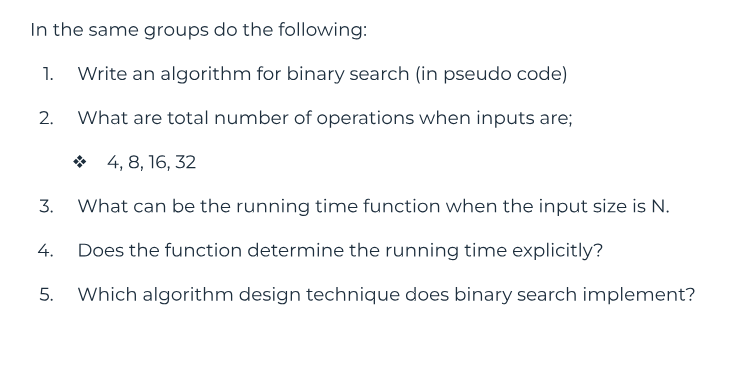 In the same groups do the following:
1. Write an algorithm for binary search (in pseudo code)
2. What are total number of operations when inputs are;
❖ 4, 8, 16, 32
3. What can be the running time function when the input size is N.
4. Does the function determine the running time explicitly?
5. Which algorithm design technique does binary search implement?